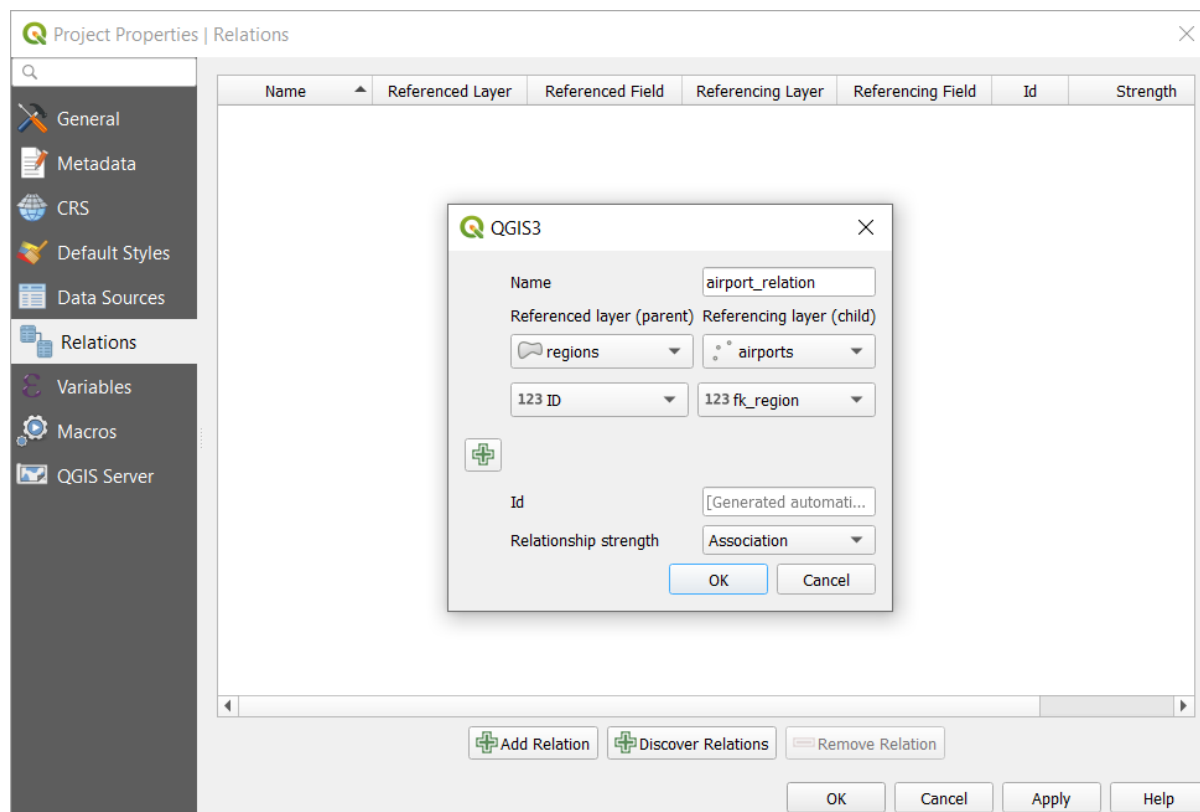 Project Properties | Relations
General
Metadata
CRS
Default Styles
Data Sources
Relations
Variables
Macros
QGIS Server
Name Referenced Layer Referenced Field Referencing Layer Referencing Field Id Strength
QGIS3
Name airport_relation
Referenced layer (parent) Referencing layer (child)
regions airports
123 ID 123 fk_region
Id [Generated automati...
Relationship strength Association
OK Cancel
Add Relation Discover Relations Remove Relation
OK Cancel Apply Help